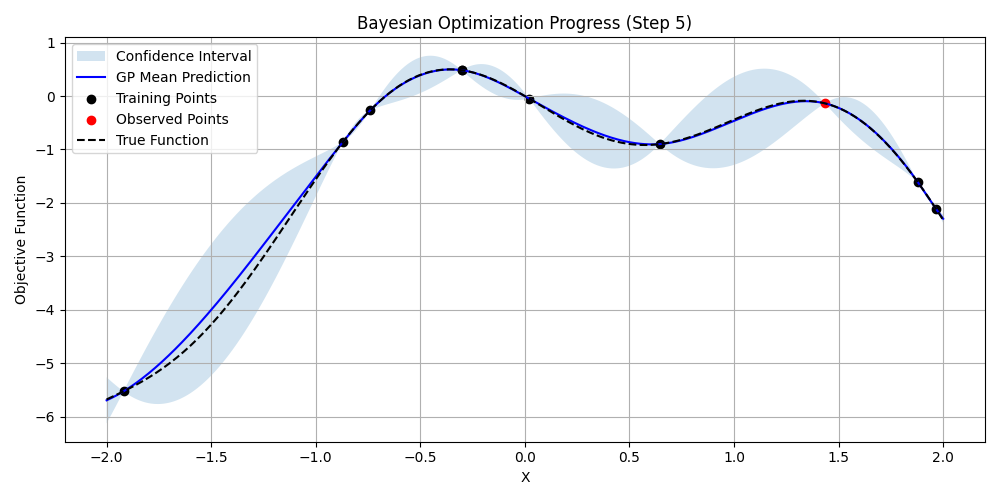 Bayesian Optimization Progress (Step 5)
Confidence Interval
GP Mean Prediction
Training Points
Observed Points
True Function
Objective Function
1
0
−1
−2
−3
−4
−5
−6
−2.0 −1.5 −1.0 −0.5 0.0 0.5 1.0 1.5 2.0
X